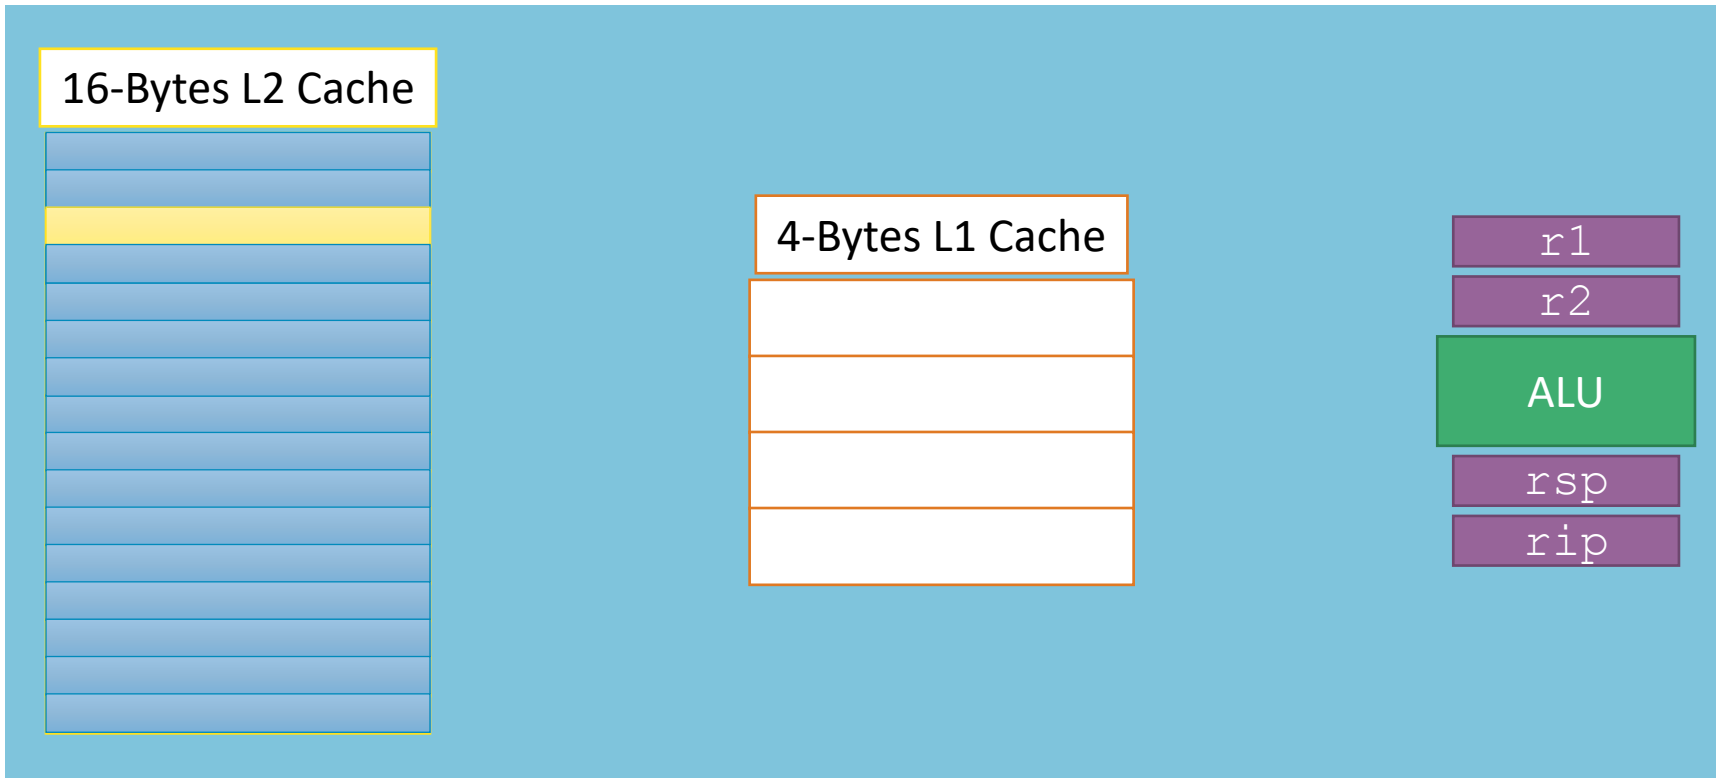 16-Bytes L2 Cache
4-Bytes L1 Cache
r1
r2
ALU
rsp
rip